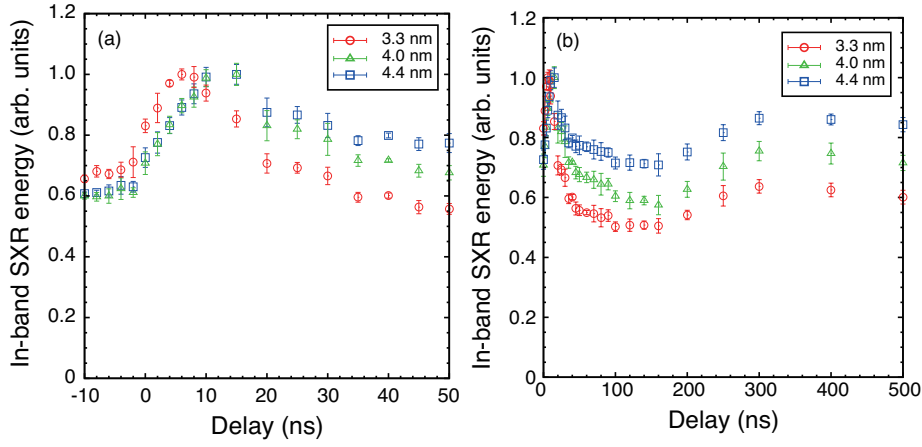 (a)
3.3 nm
4.0 nm
4.4 nm
In-band SXR energy (arb. units)
1.2
1.0
0.8
0.6
0.4
0.2
0
-10 0 10 20 30 40 50
Delay (ns)
(b)
3.3 nm
4.0 nm
4.4 nm
In-band SXR energy (arb. units)
1.2
1.0
0.8
0.6
0.4
0.2
0
0 100 200 300 400 500
Delay (ns)